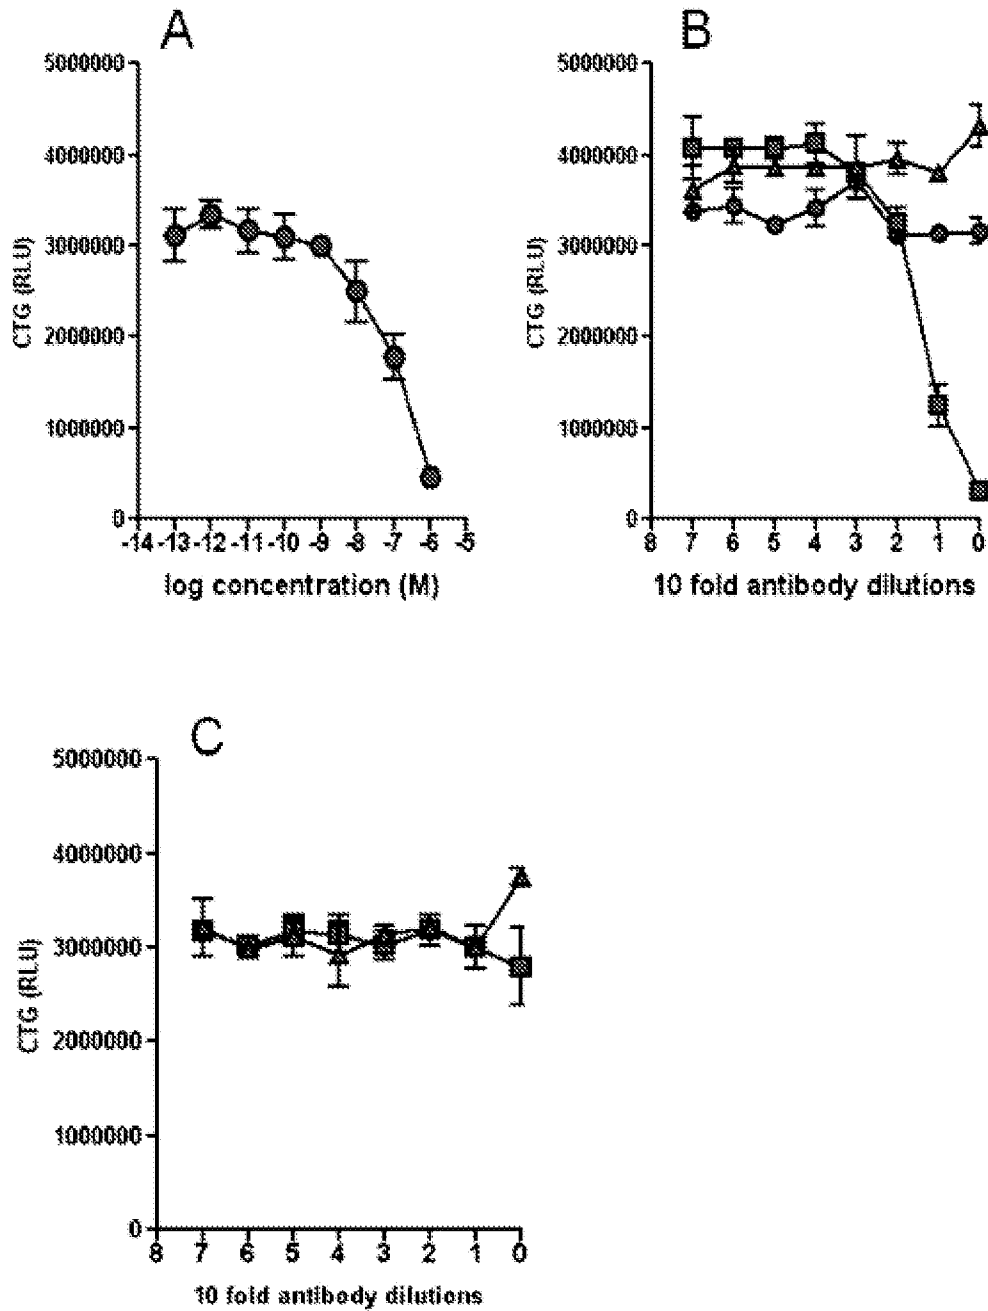 A
5000000
4000000
3000000
2000000
1000000
0
CTG (RLU)
-14 -13 -12 -11 -10 -9 -8 -7 -6 -5
log concentration (M)
B
5000000
4000000
3000000
2000000
1000000
0
CTG (RLU)
8 7 6 5 4 3 2 1 0
10 fold antibody dilutions
C
5000000
4000000
3000000
2000000
1000000
0
CTG (RLU)
8 7 6 5 4 3 2 1 0
10 fold antibody dilutions